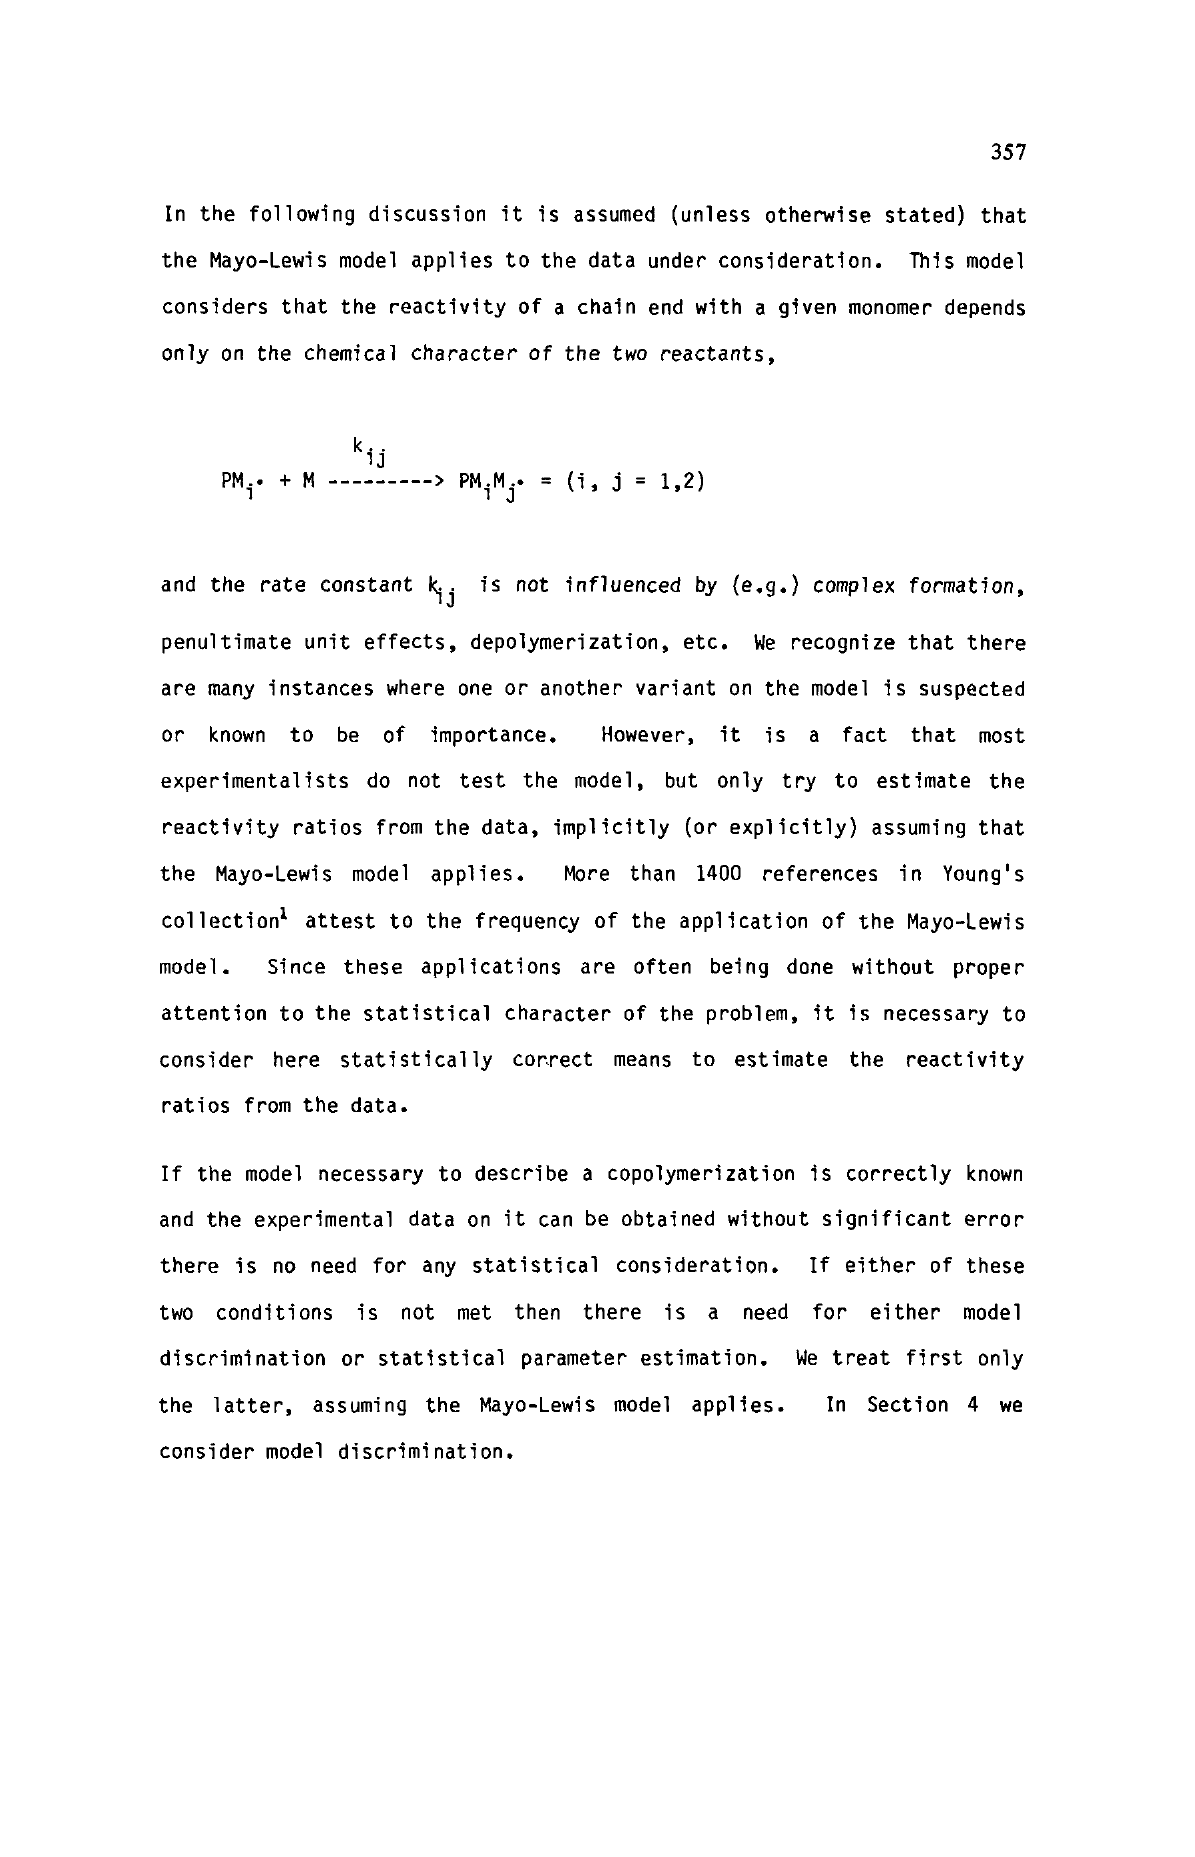 357
In the following discussion it is assumed (unless otherwise stated) that
the Mayo-Lewis model applies to the data under consideration. This model
considers that the reactivity of a chain end with a given monomer depends
only on the chemical character of the two reactants,
k_ij
PM_i• + M ---------> PM_iM_j• = (i, j = 1,2)
and the rate constant k_ij is not influenced by (e.g.) complex formation,
penultimate unit effects, depolymerization, etc. We recognize that there
are many instances where one or another variant on the model is suspected
or known to be of importance. However, it is a fact that most
experimentalists do not test the model, but only try to estimate the
reactivity ratios from the data, implicitly (or explicitly) assuming that
the Mayo-Lewis model applies. More than 1400 references in Young's
collection¹ attest to the frequency of the application of the Mayo-Lewis
model. Since these applications are often being done without proper
attention to the statistical character of the problem, it is necessary to
consider here statistically correct means to estimate the reactivity
ratios from the data.
If the model necessary to describe a copolymerization is correctly known
and the experimental data on it can be obtained without significant error
there is no need for any statistical consideration. If either of these
two conditions is not met then there is a need for either model
discrimination or statistical parameter estimation. We treat first only
the latter, assuming the Mayo-Lewis model applies. In Section 4 we
consider model discrimination.